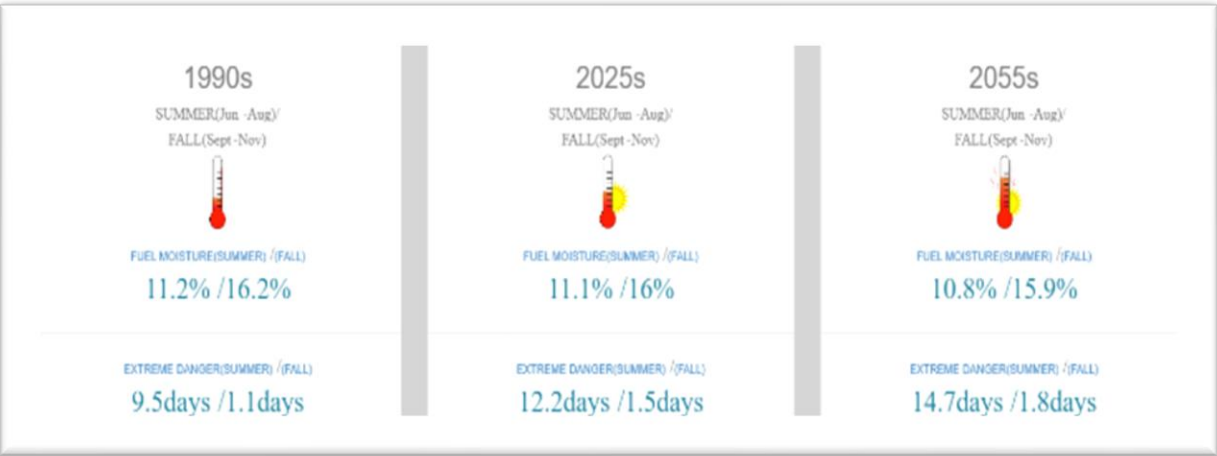 1990s
SUMMER(Jun -Aug)/
FALL(Sept -Nov)
FUEL MOISTURE(SUMMER) /(FALL)
11.2% /16.2%
EXTREME DANGER(SUMMER) /(FALL)
9.5days /1.1days
2025s
SUMMER(Jun -Aug)/
FALL(Sept -Nov)
FUEL MOISTURE(SUMMER) /(FALL)
11.1% /16%
EXTREME DANGER(SUMMER) /(FALL)
12.2days /1.5days
2055s
SUMMER(Jun -Aug)/
FALL(Sept -Nov)
FUEL MOISTURE(SUMMER) /(FALL)
10.8% /15.9%
EXTREME DANGER(SUMMER) /(FALL)
14.7days /1.8days